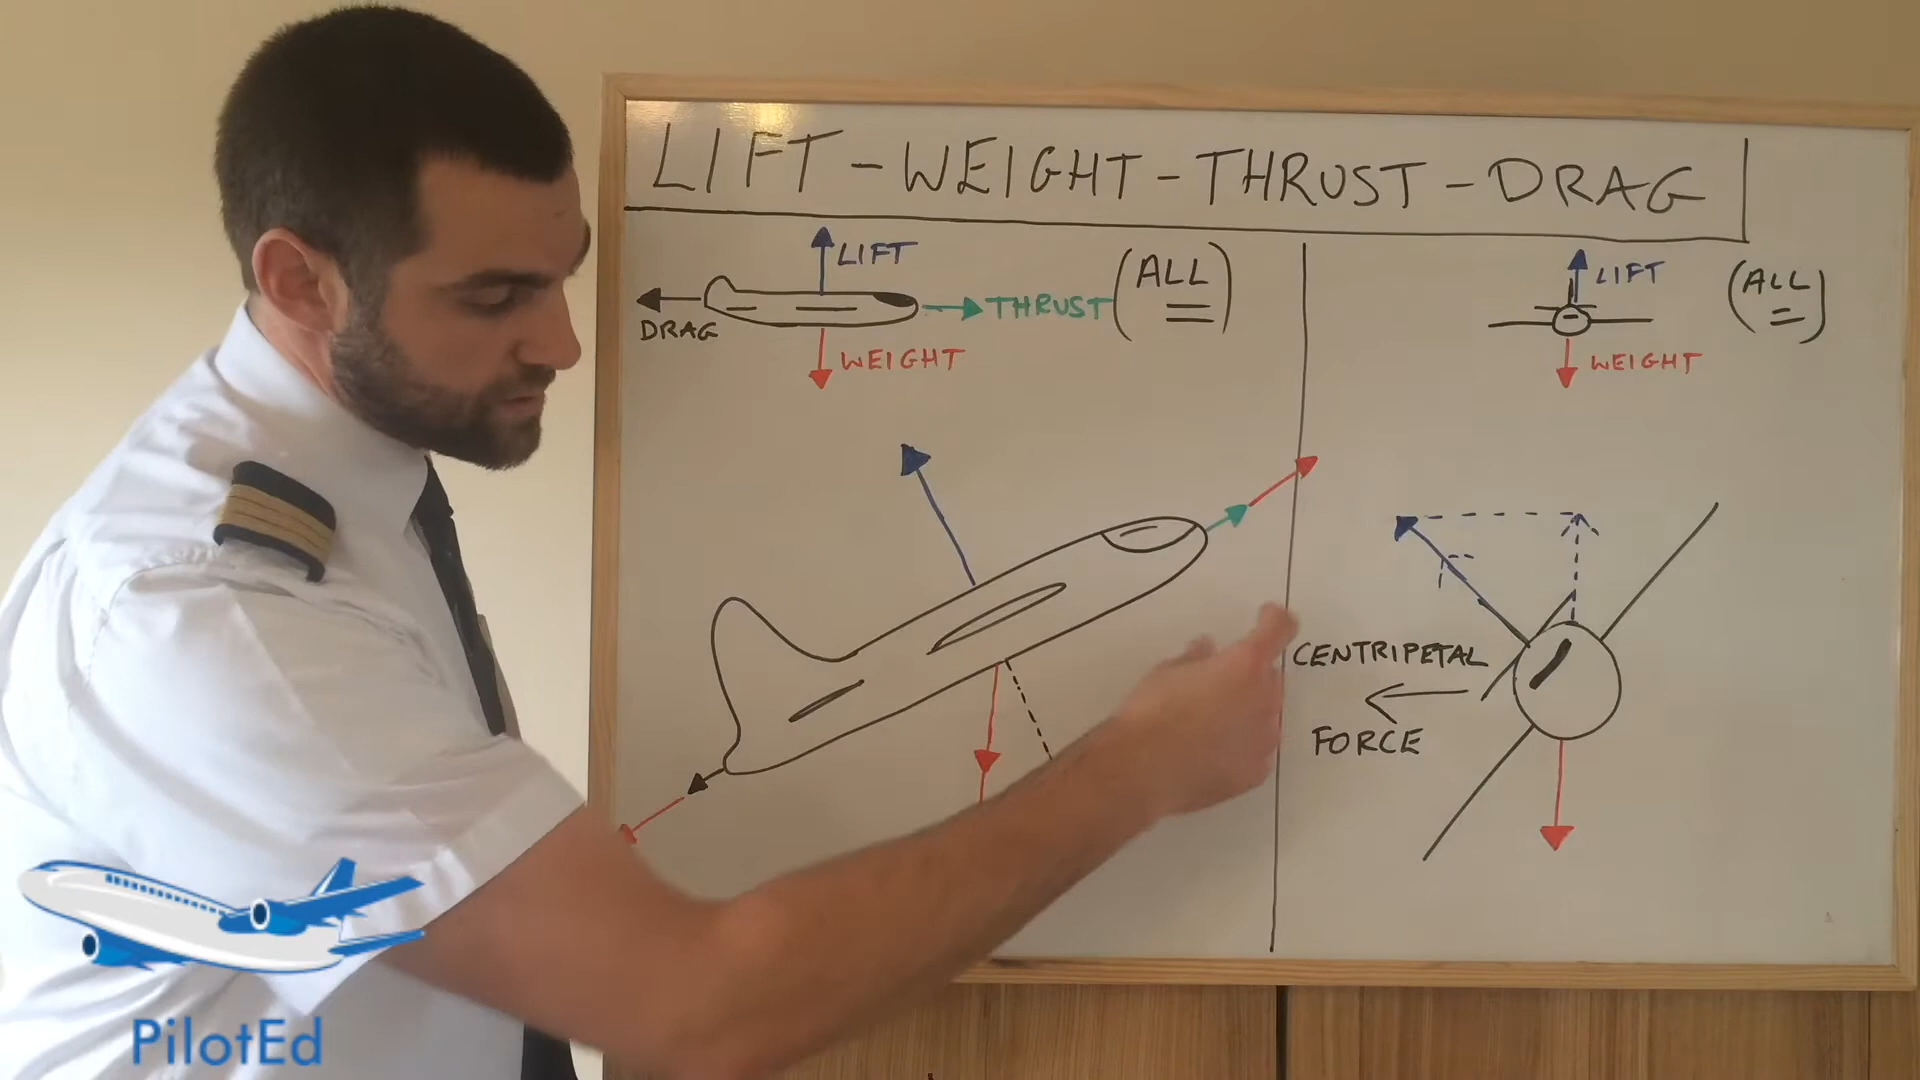 LIFT-WEIGHT-THRUST-DRAG
LIFT
DRAG
THRUST
(ALL =)
WEIGHT
LIFT
(ALL =)
WEIGHT
CENTRIPETAL
FORCE
PilotEd